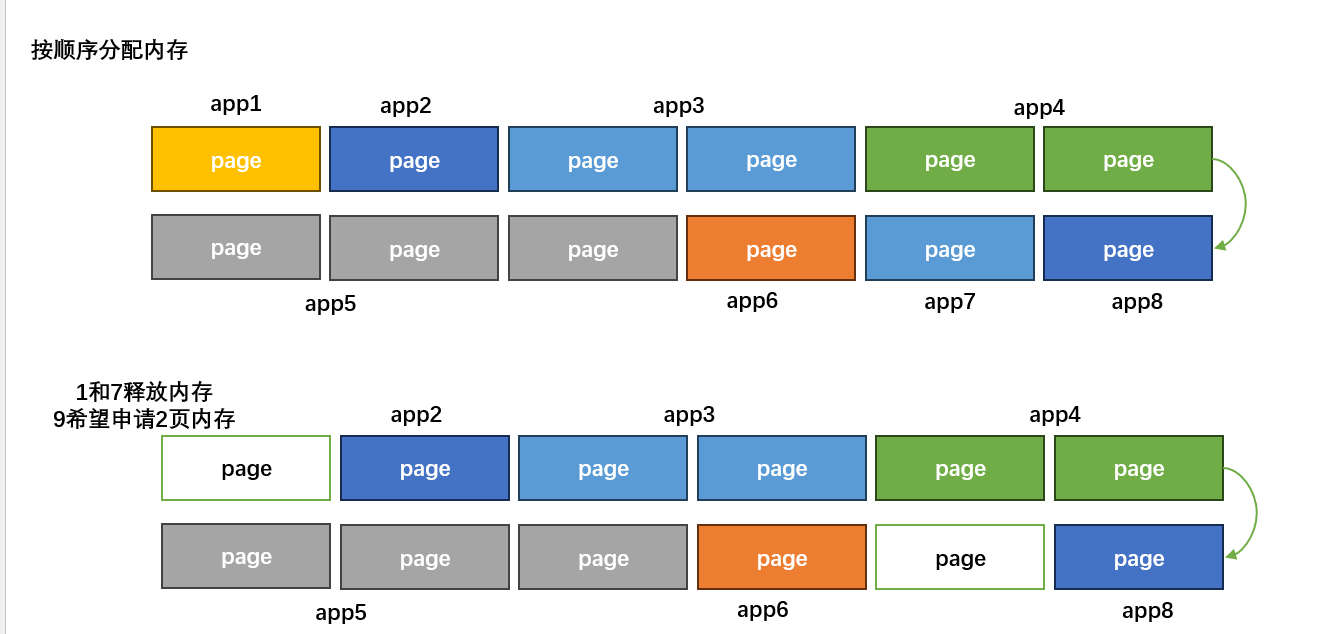 按顺序分配内存
app1 app2 app3 app4
page page page page page page
page page page page page page
app5 app6 app7 app8
1和7释放内存
9希望申请2页内存
app2 app3 app4
page page page page page page
page page page page page page
app5 app6 app8